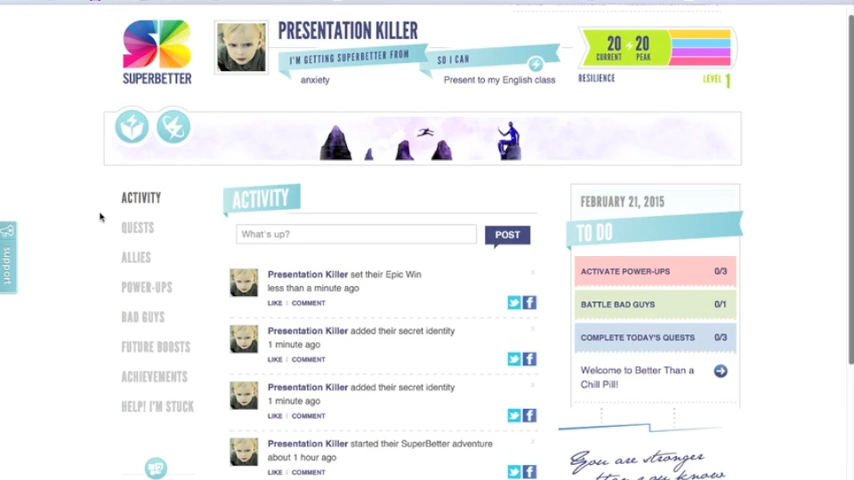 SUPERBETTER
PRESENTATION KILLER
I'M GETTING SUPERBETTER FROM
anxiety
SO I CAN
Present to my English class
20 20
CURRENT PEAK
RESILIENCE
LEVEL 1
support
ACTIVITY
QUESTS
ALLIES
POWER-UPS
BAD GUYS
FUTURE BOOSTS
ACHIEVEMENTS
HELP! I'M STUCK
ACTIVITY
What's up?
POST
Presentation Killer set their Epic Win
less than a minute ago
LIKE | COMMENT
Presentation Killer added their secret identity
1 minute ago
LIKE | COMMENT
Presentation Killer added their secret identity
1 minute ago
LIKE | COMMENT
Presentation Killer started their SuperBetter adventure
about 1 hour ago
LIKE | COMMENT
FEBRUARY 21, 2015
TO DO
ACTIVATE POWER-UPS 0/3
BATTLE BAD GUYS 0/1
COMPLETE TODAY'S QUESTS 0/3
Welcome to Better Than a
Chill Pill!
You are stronger
than you know